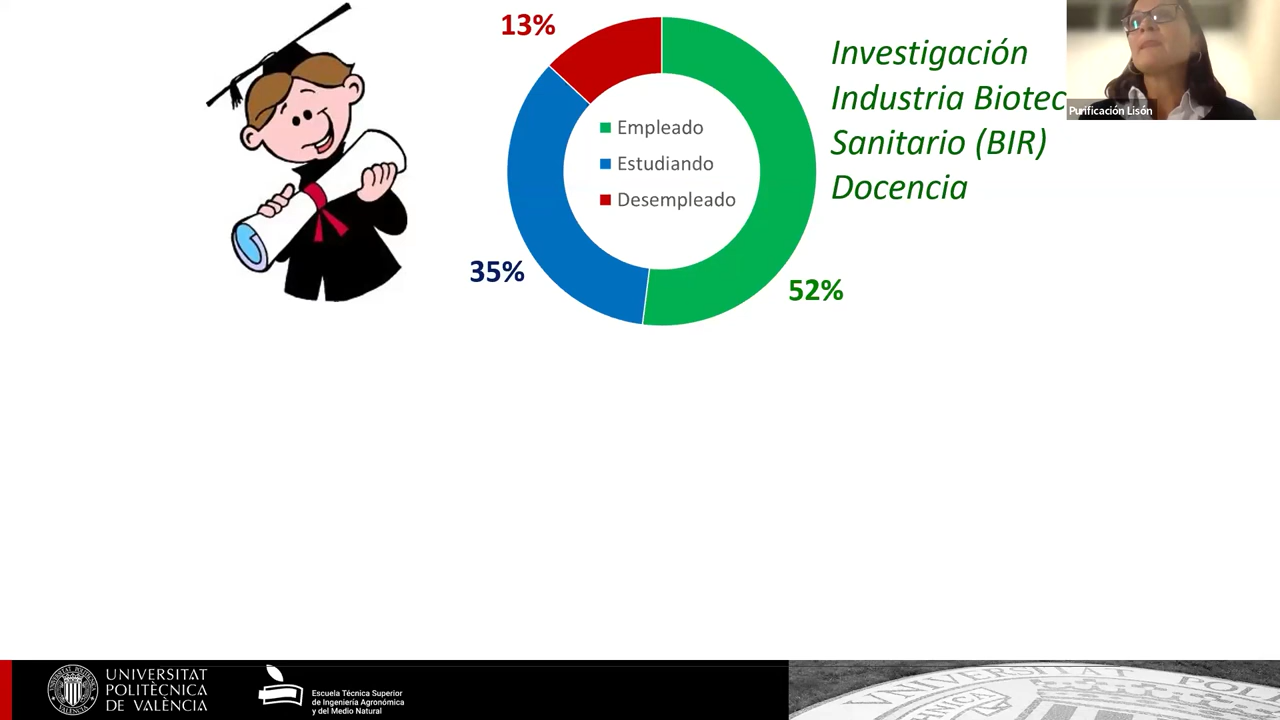 13%
Investigación
Industria Biotec
Sanitario (BIR)
Docencia
Purificación Lisón
Empleado
Estudiando
Desempleado
35%
52%
UNIVERSITAT
POLITÈCNICA
DE VALÈNCIA
Escuela Técnica Superior
de Ingeniería Agronómica
y del Medio Natural